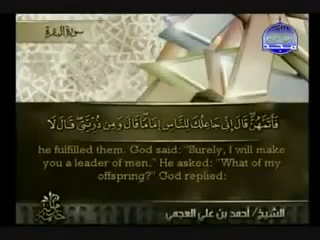 سورة البقرة
المجد
فَأَتَمَّهُنَّ قَالَ إِنِّي جَاعِلُكَ لِلنَّاسِ إِمَامًا قَالَ وَمِن ذُرِّيَّتِي قَالَ لَا
he fulfilled them. God said: "Surely, I will make
you a leader of men." He asked: "What of my
offspring?" God replied:
الشيخ/ أحمد بن علي العجمي